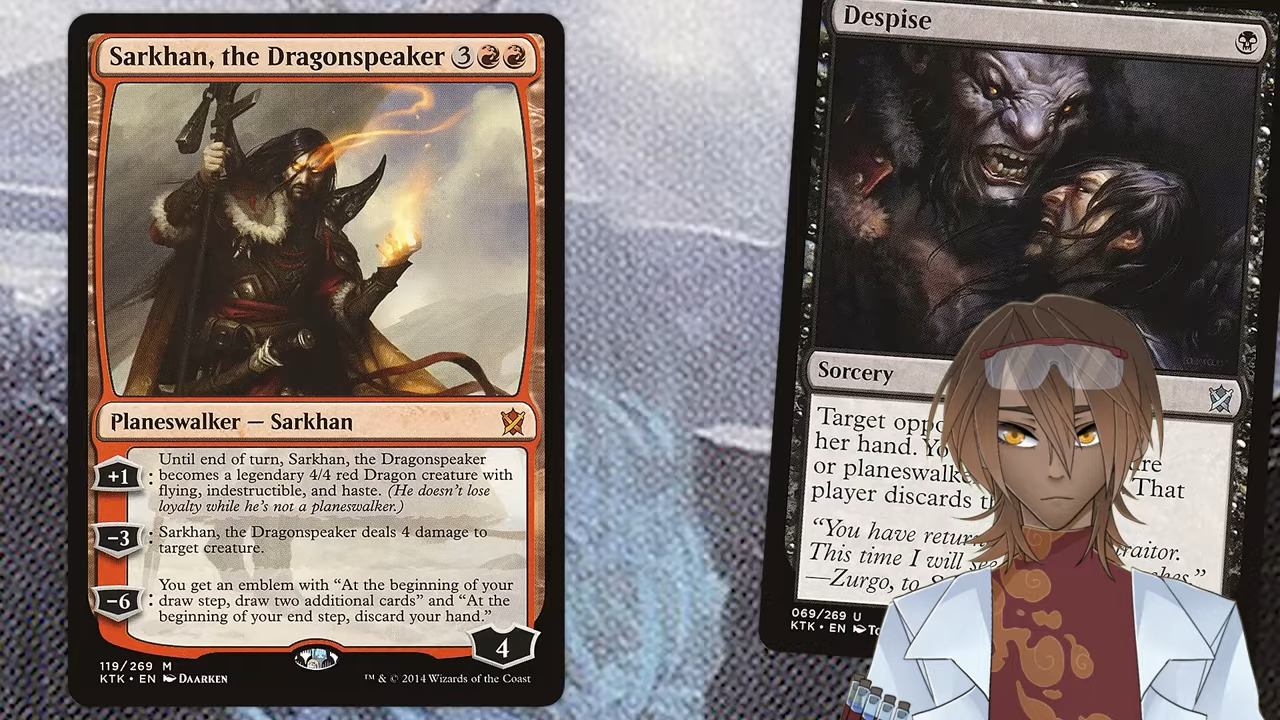 Sarkhan, the Dragonspeaker 3
Planeswalker — Sarkhan
+1 : Until end of turn, Sarkhan, the Dragonspeaker
becomes a legendary 4/4 red Dragon creature with
flying, indestructible, and haste. (He doesn't lose
loyalty while he's not a planeswalker.)
−3 : Sarkhan, the Dragonspeaker deals 4 damage to
target creature.
−6 : You get an emblem with “At the beginning of your
draw step, draw two additional cards” and “At the
beginning of your end step, discard your hand.”
4
119/269 M
KTK • EN Daarken
™ & © 2014 Wizards of the Coast
Despise
Sorcery
Target
her hand.
or That
player discards
“You have
This time I will
—Zurgo, to
069/269 U
KTK • EN